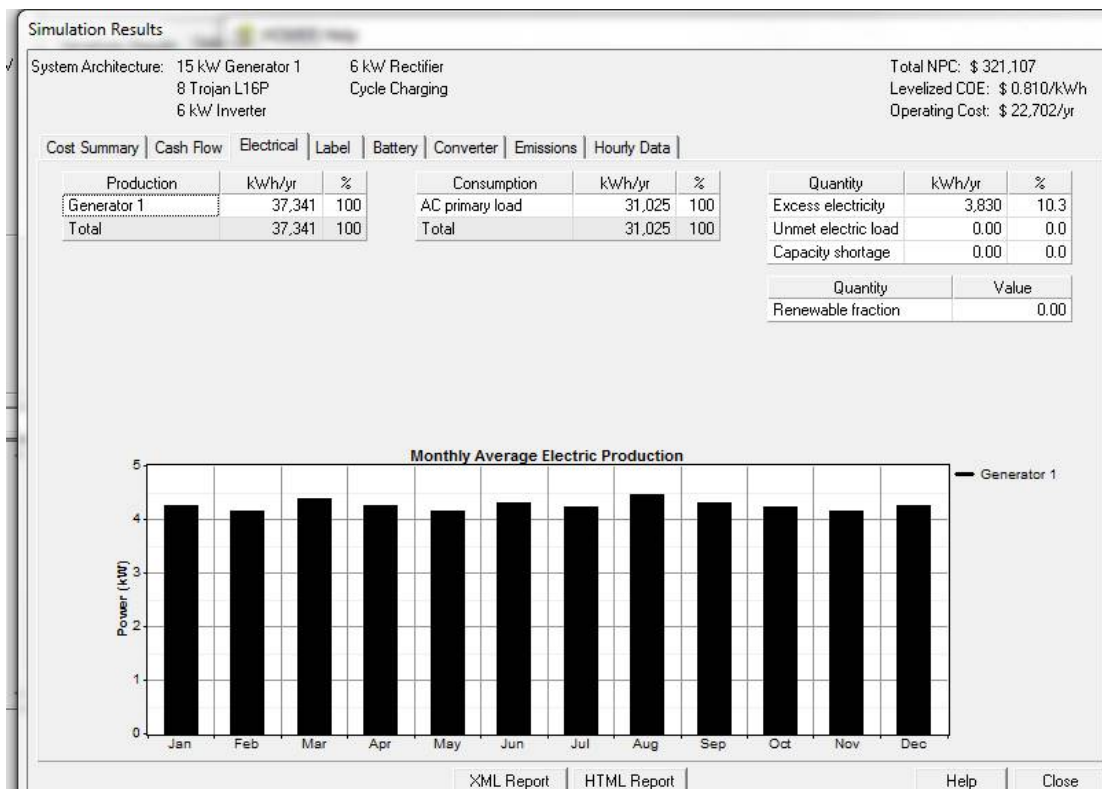 Simulation Results
System Architecture: 15 kW Generator 1 6 kW Rectifier
8 Trojan L16P Cycle Charging
6 kW Inverter
Total NPC: $ 321,107
Levelized COE: $ 0.810/kWh
Operating Cost: $ 22,702/yr
Cost Summary Cash Flow Electrical Label Battery Converter Emissions Hourly Data
Production kWh/yr %
Generator 1 37,341 100
Total 37,341 100
Consumption kWh/yr %
AC primary load 31,025 100
Total 31,025 100
Quantity kWh/yr %
Excess electricity 3,830 10.3
Unmet electric load 0.00 0.0
Capacity shortage 0.00 0.0
Quantity Value
Renewable fraction 0.00
Monthly Average Electric Production
Generator 1
Power (kW)
5
4
3
2
1
0
Jan Feb Mar Apr May Jun Jul Aug Sep Oct Nov Dec
XML Report HTML Report Help Close